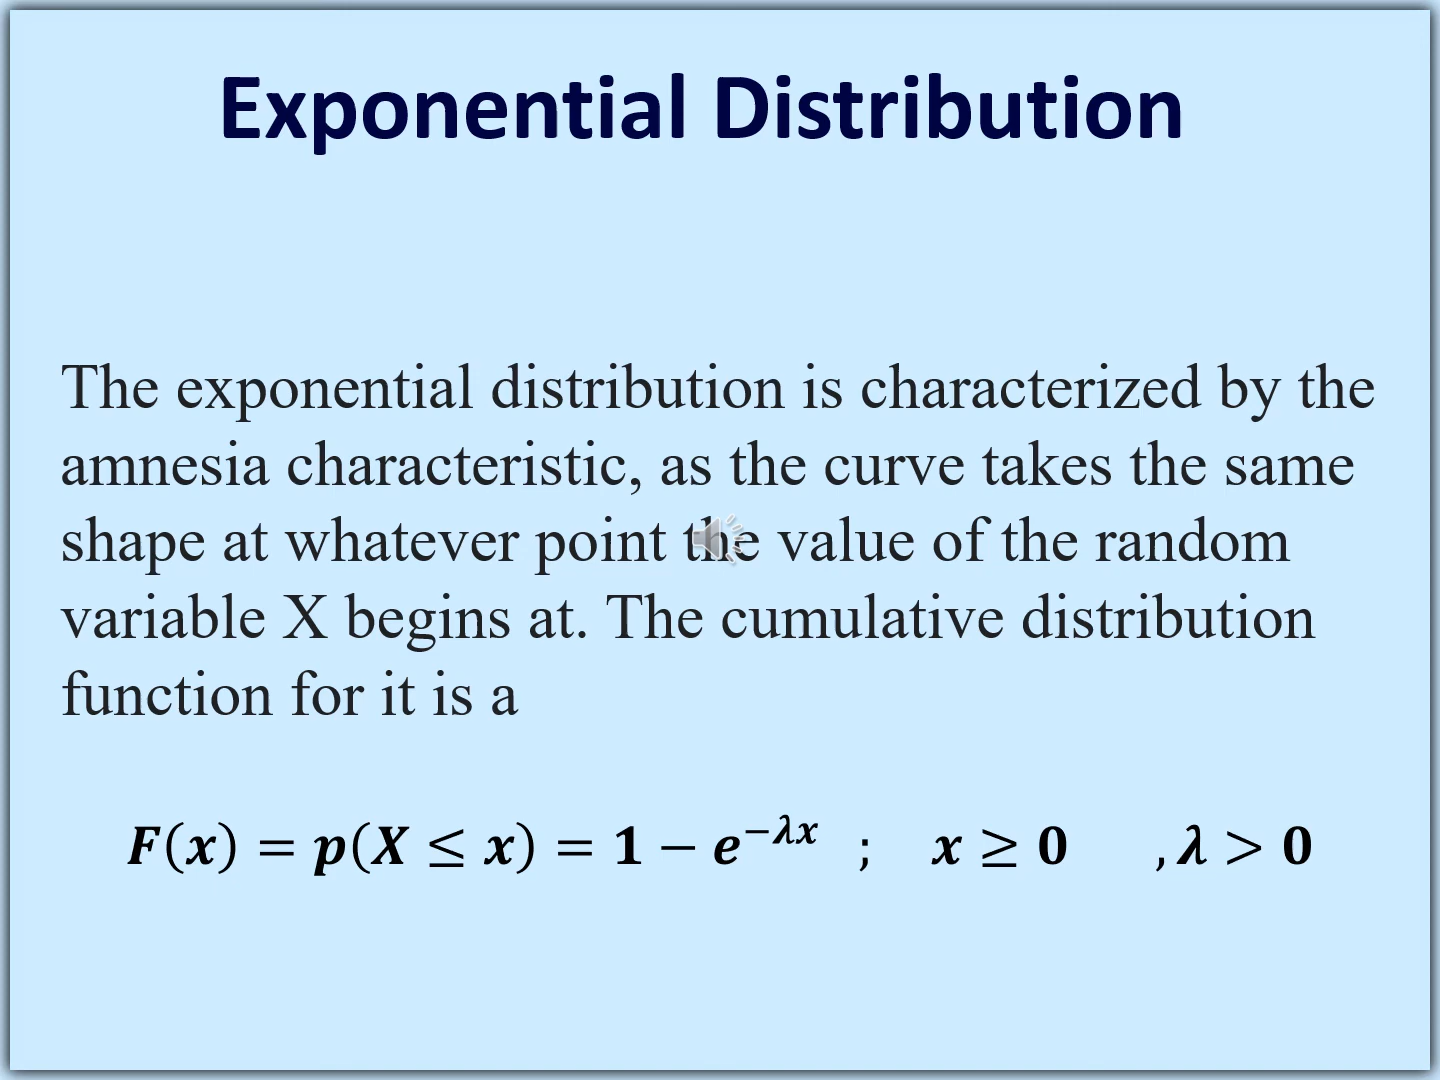 Exponential Distribution
The exponential distribution is characterized by the
amnesia characteristic, as the curve takes the same
shape at whatever point the value of the random
variable X begins at. The cumulative distribution
function for it is a
F(x) = p(X ≤ x) = 1 − e^{−λx} ; x ≥ 0 , λ > 0